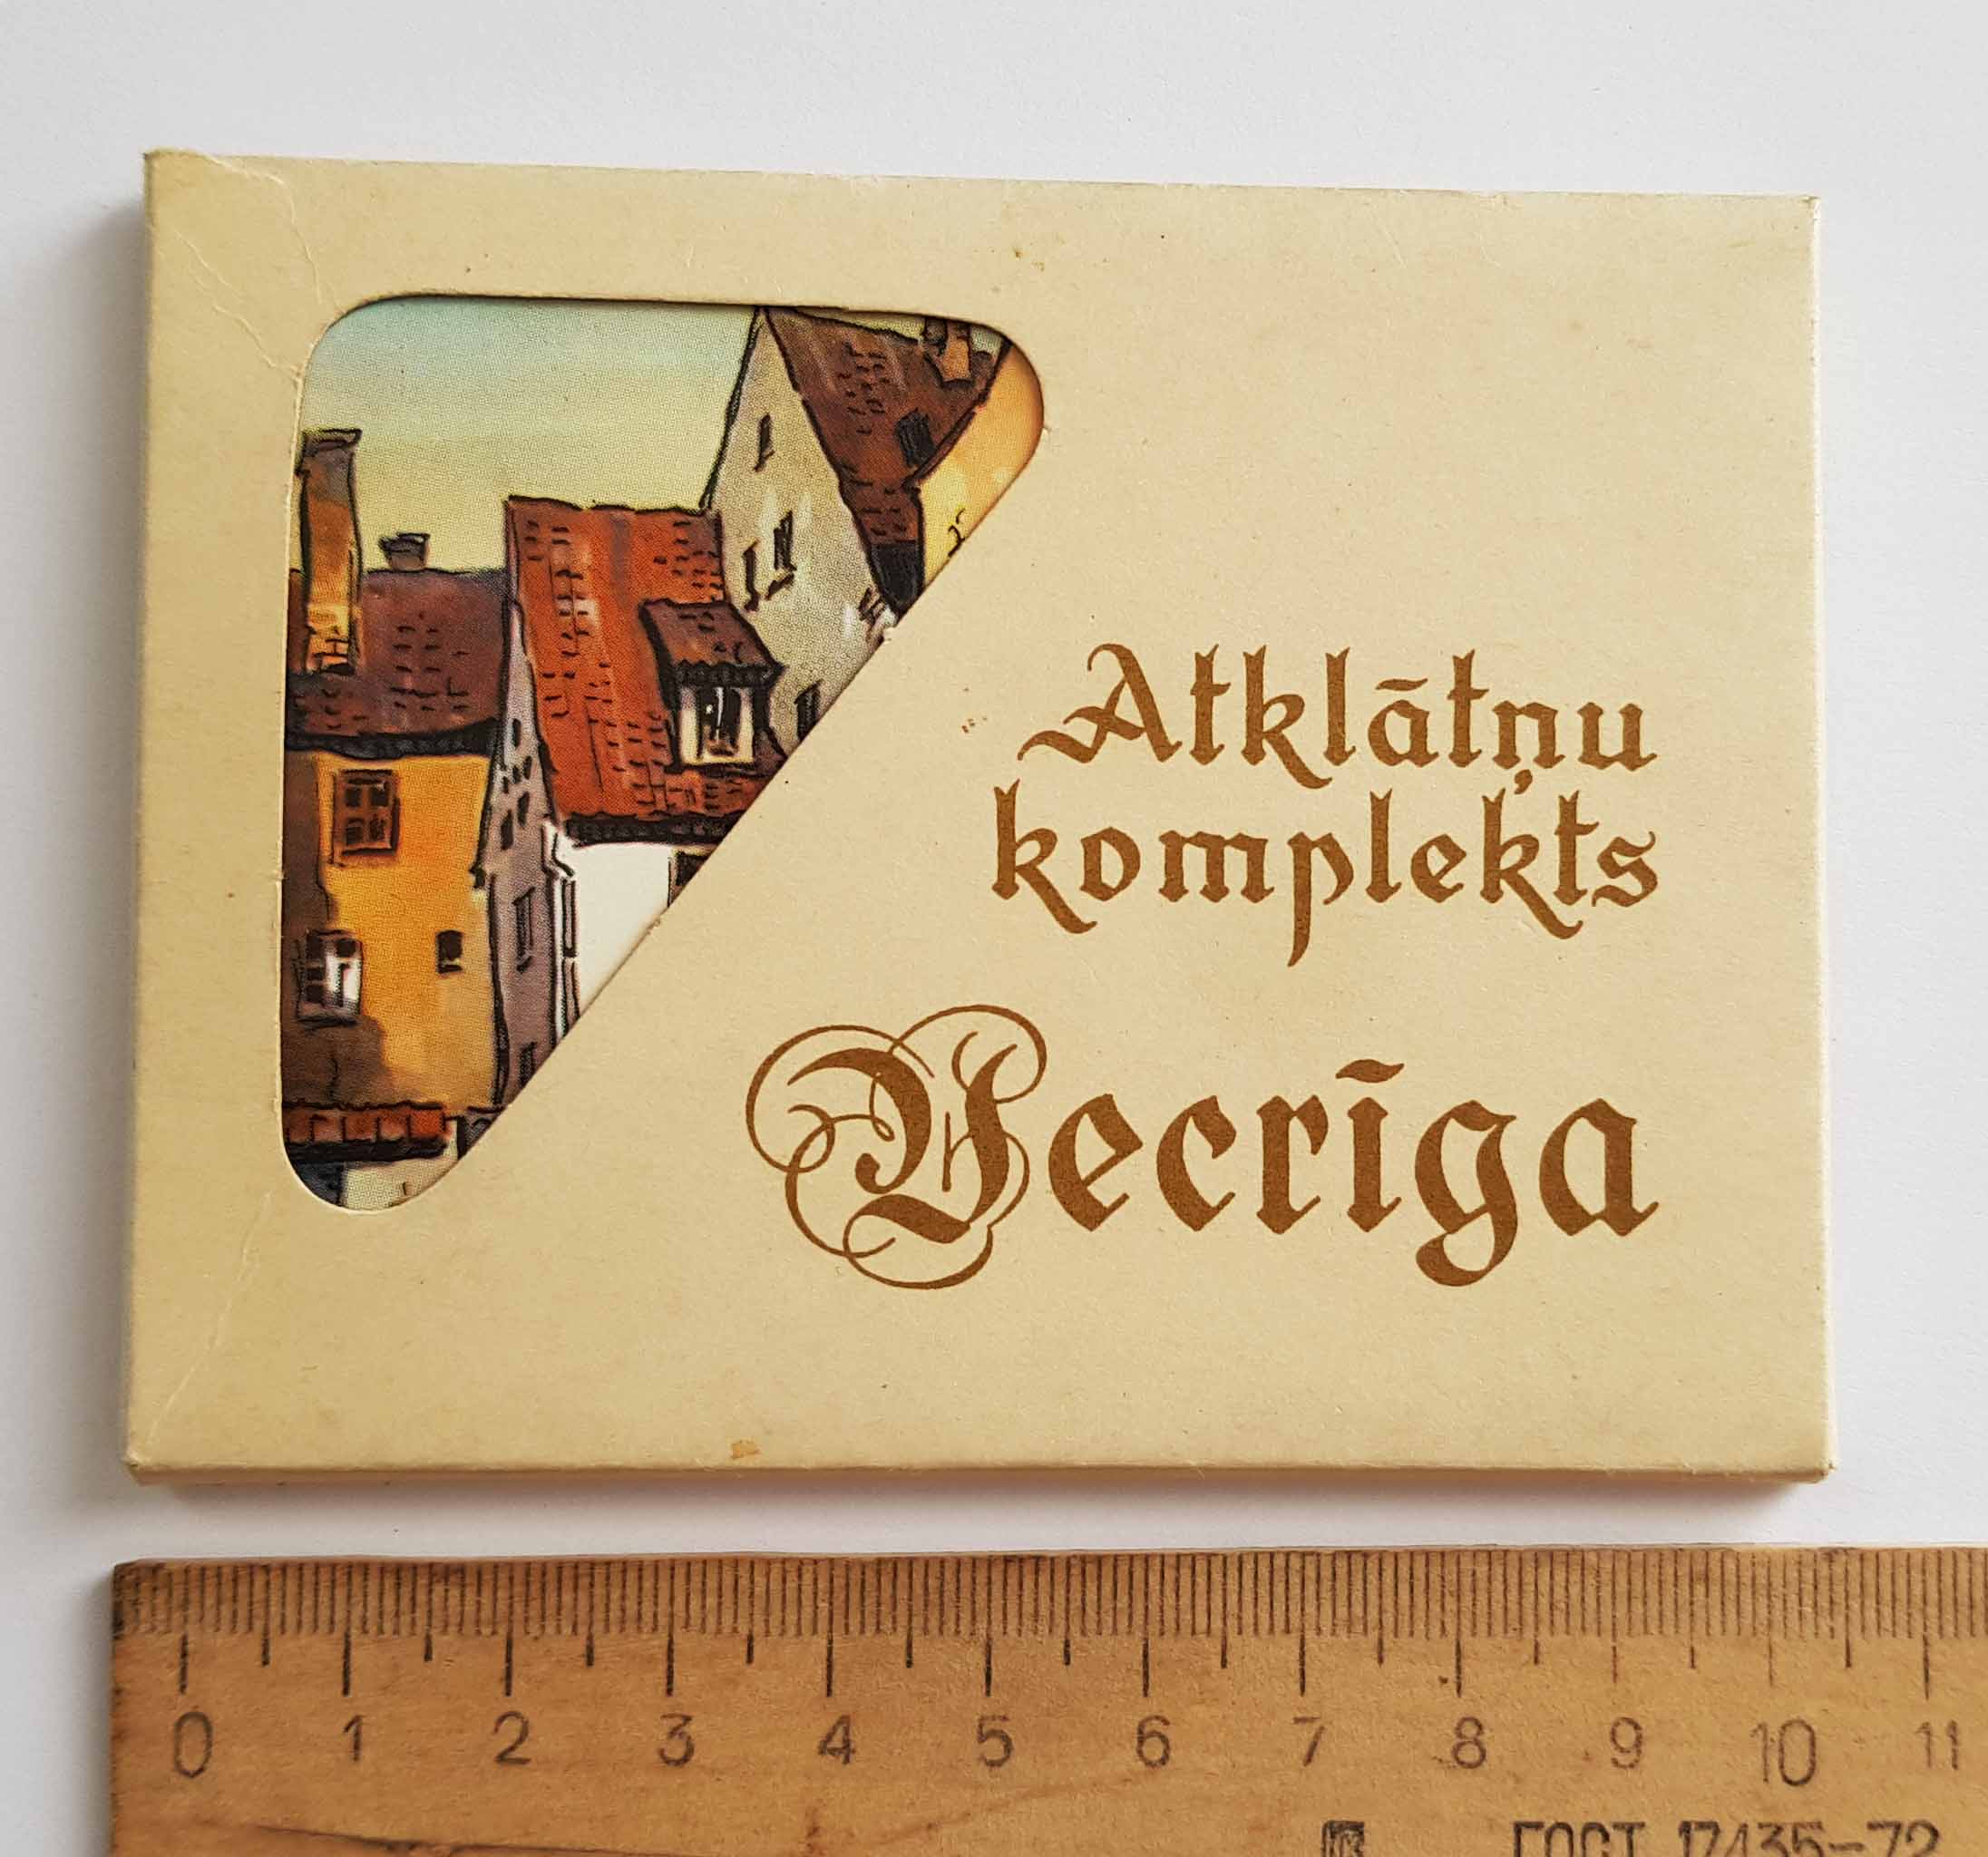 Atklātņu
komplekts
Vecrīga
0 1 2 3 4 5 6 7 8 9 10 11
ГОСТ 17435-72